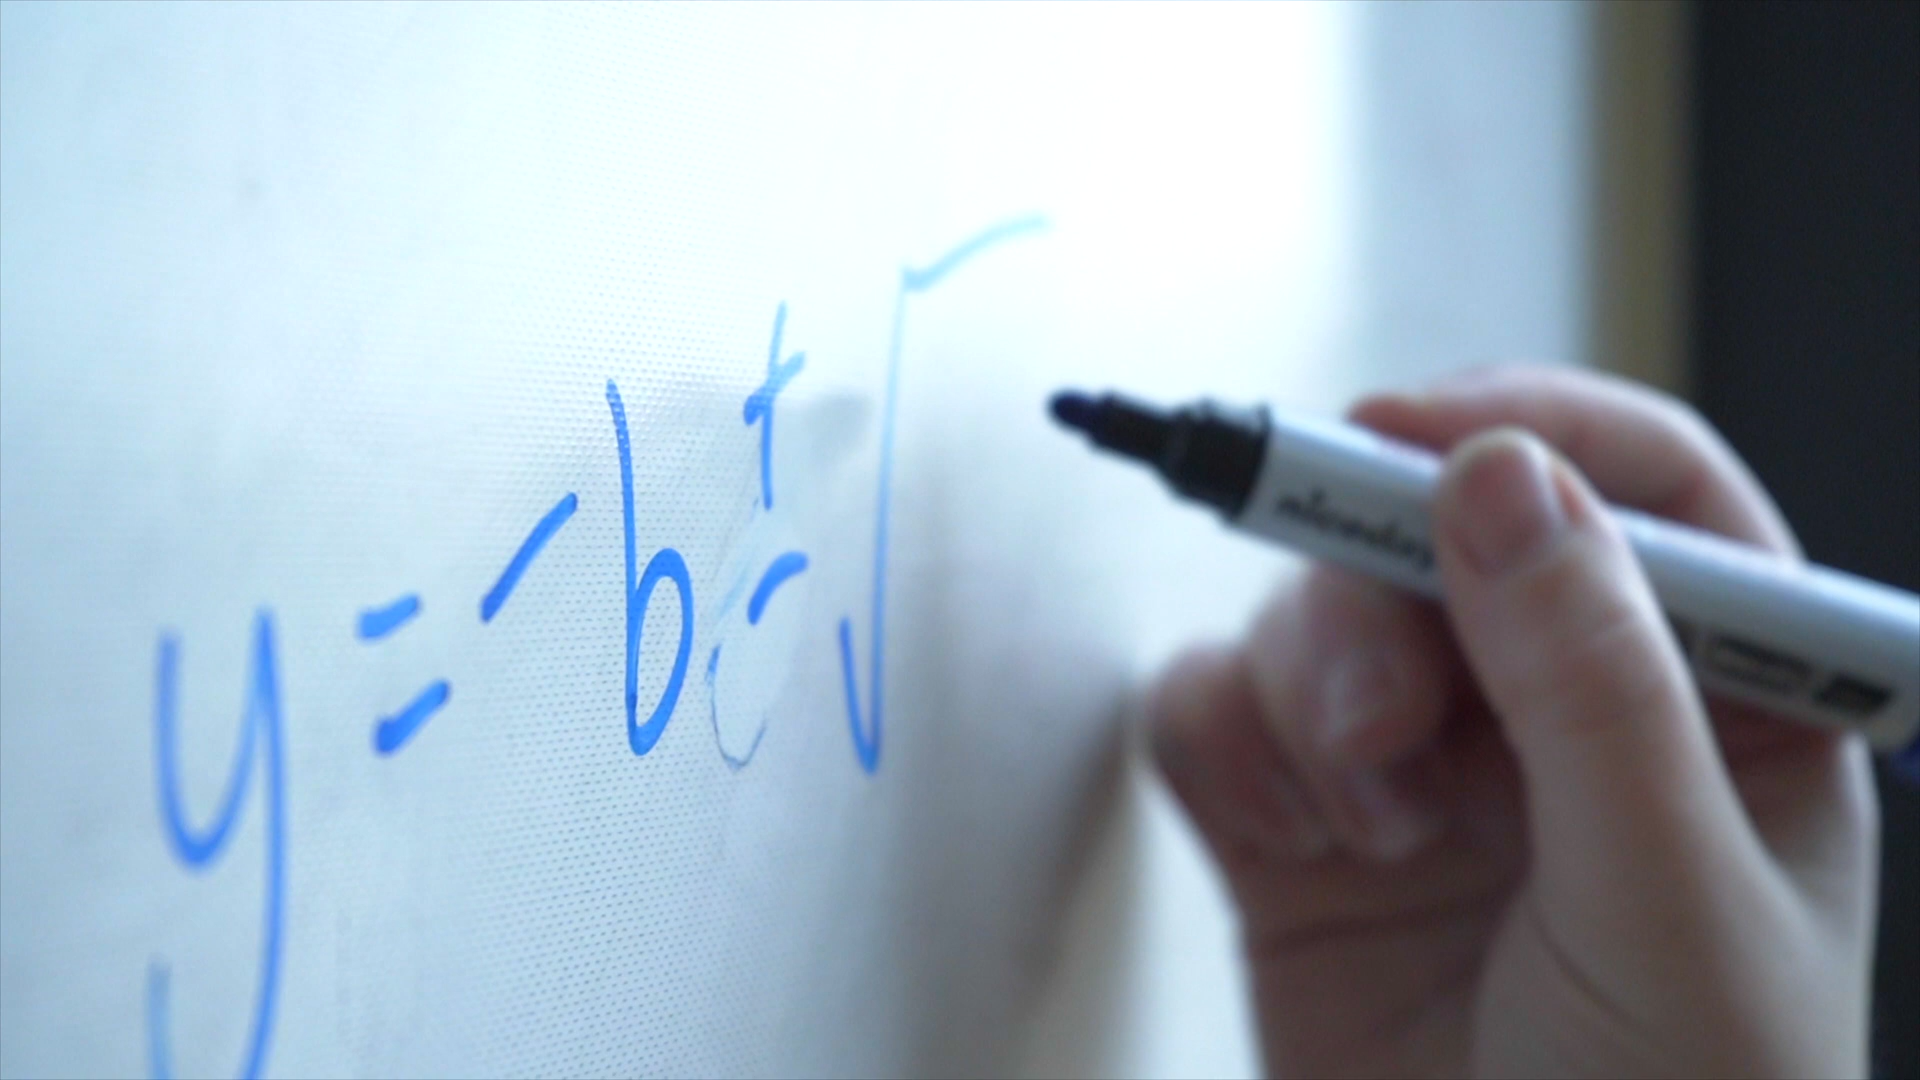 y = -b ± √